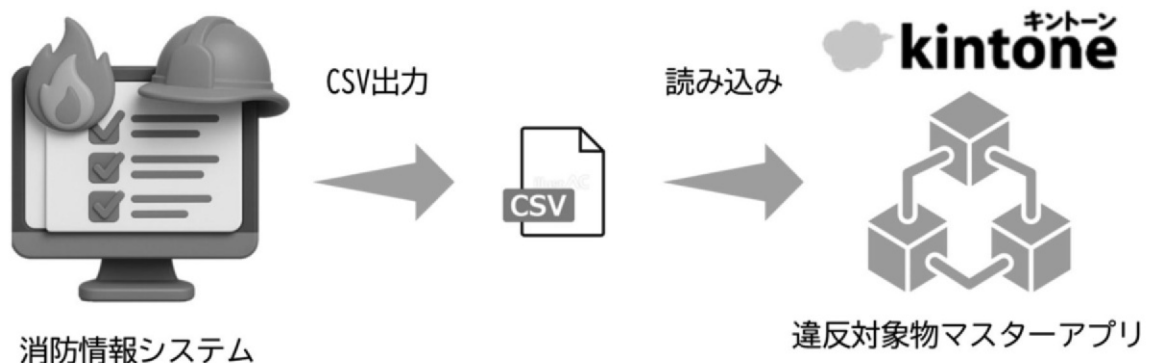 キントーン
kintone
CSV出力
読み込み
CSV
消防情報システム
違反対象物マスターアプリ